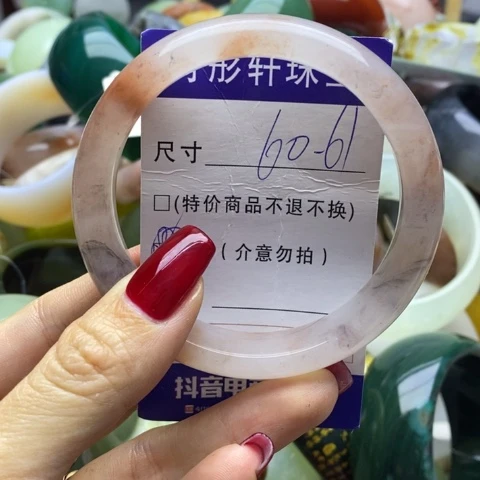 彤轩珠
尺寸 60-61
□(特价商品不退不换)
(介意勿拍)
抖音电